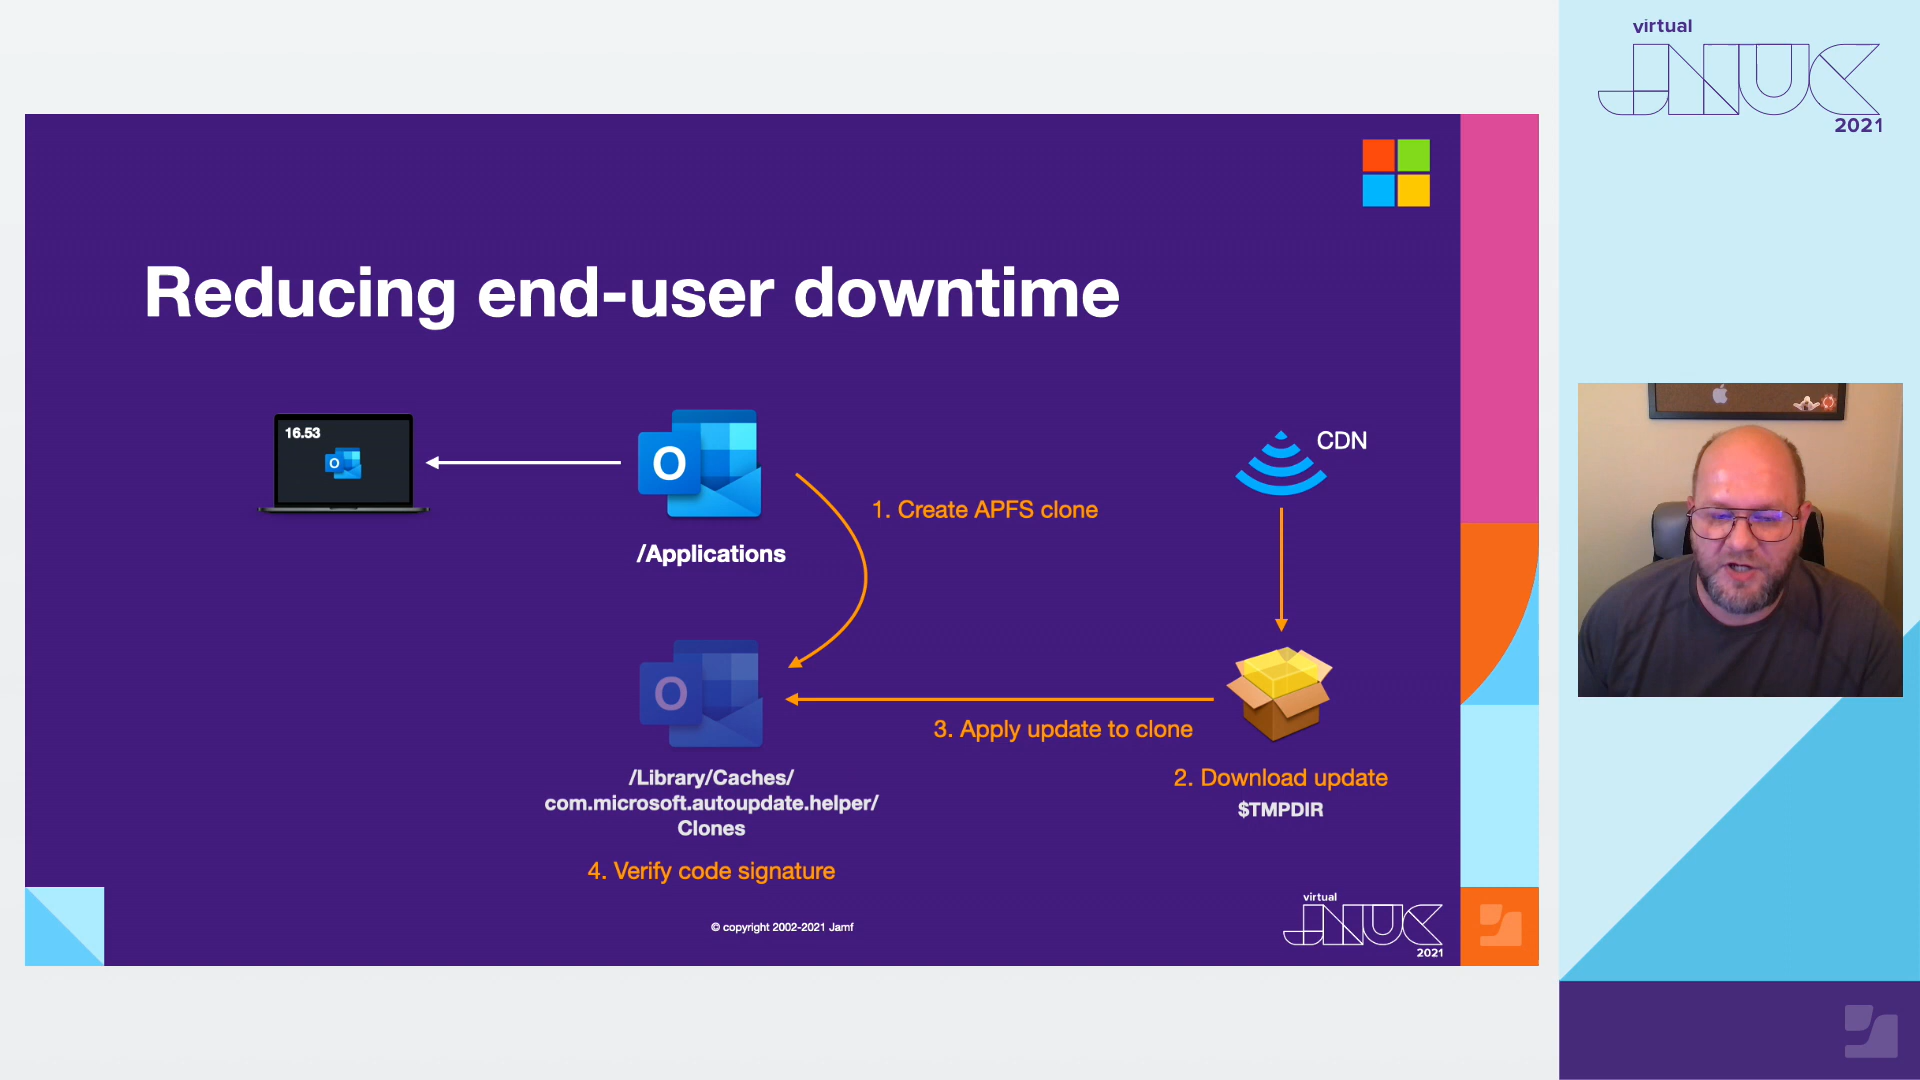 virtual
JNUC
2021
Reducing end-user downtime
16.53
O
O
CDN
1. Create APFS clone
/Applications
O
3. Apply update to clone
/Library/Caches/
com.microsoft.autoupdate.helper/
Clones
2. Download update
$TMPDIR
4. Verify code signature
© copyright 2002-2021 Jamf
virtual
JNUC
2021